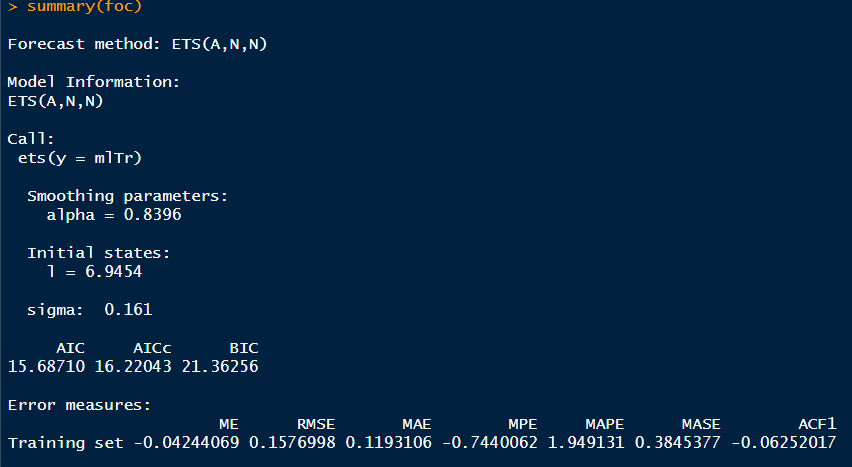 > summary(foc)
Forecast method: ETS(A,N,N)
Model Information:
ETS(A,N,N)
Call:
ets(y = mlTr)
Smoothing parameters:
alpha = 0.8396
Initial states:
l = 6.9454
sigma: 0.161
AIC AICc BIC
15.68710 16.22043 21.36256
Error measures:
ME RMSE MAE MPE MAPE MASE ACF1
Training set -0.04244069 0.1576998 0.1193106 -0.7440062 1.949131 0.3845377 -0.06252017